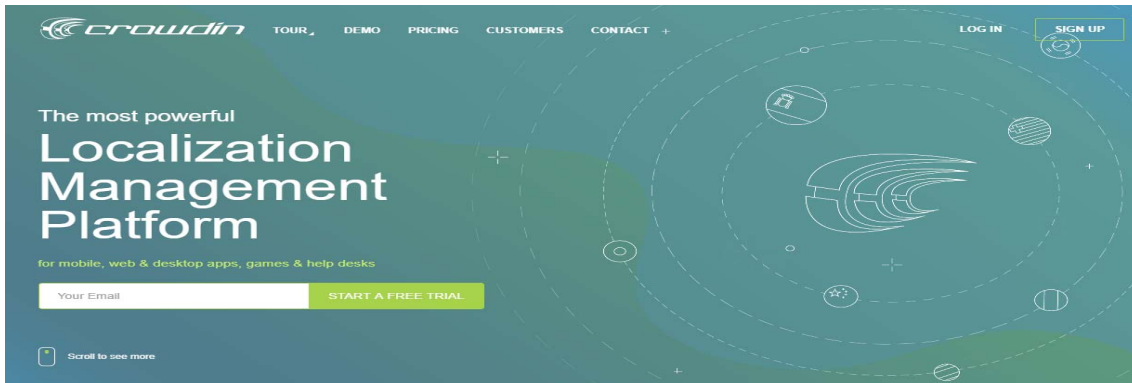 crowdin TOUR DEMO PRICING CUSTOMERS CONTACT LOG IN SIGN UP
The most powerful
Localization
Management
Platform
for mobile, web & desktop apps, games & help desks
Your Email START A FREE TRIAL
Scroll to see more